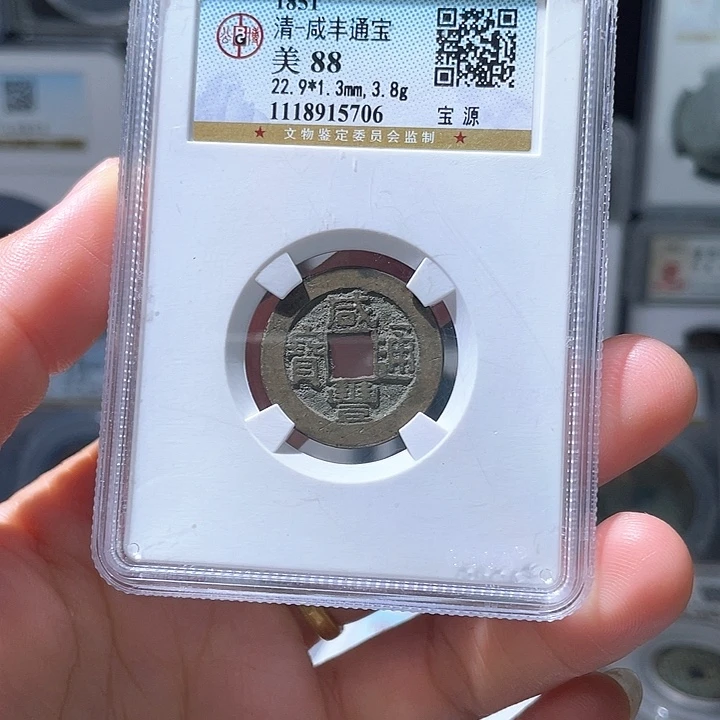 1851
清-咸丰通宝
美 88
22.9*1.3mm,3.8g
1118915706 宝 源
★ 文物鉴定委员会监制 ★
咸
寶 通
豐